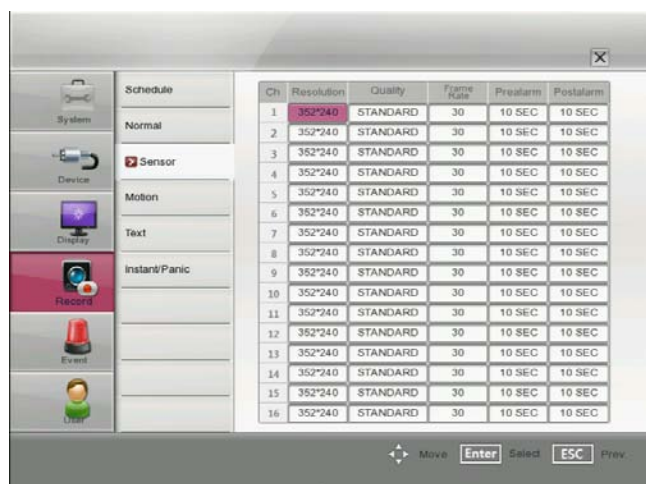 System
Device
Display
Record
Event
User
Schedule
Normal
Sensor
Motion
Text
Instant/Panic
Ch Resolution Quality Frame Rate Prealarm Postalarm
1 352*240 STANDARD 30 10 SEC 10 SEC
2 352*240 STANDARD 30 10 SEC 10 SEC
3 352*240 STANDARD 30 10 SEC 10 SEC
4 352*240 STANDARD 30 10 SEC 10 SEC
5 352*240 STANDARD 30 10 SEC 10 SEC
6 352*240 STANDARD 30 10 SEC 10 SEC
7 352*240 STANDARD 30 10 SEC 10 SEC
8 352*240 STANDARD 30 10 SEC 10 SEC
9 352*240 STANDARD 30 10 SEC 10 SEC
10 352*240 STANDARD 30 10 SEC 10 SEC
11 352*240 STANDARD 30 10 SEC 10 SEC
12 352*240 STANDARD 30 10 SEC 10 SEC
13 352*240 STANDARD 30 10 SEC 10 SEC
14 352*240 STANDARD 30 10 SEC 10 SEC
15 352*240 STANDARD 30 10 SEC 10 SEC
16 352*240 STANDARD 30 10 SEC 10 SEC
Move Enter Select ESC Prev.